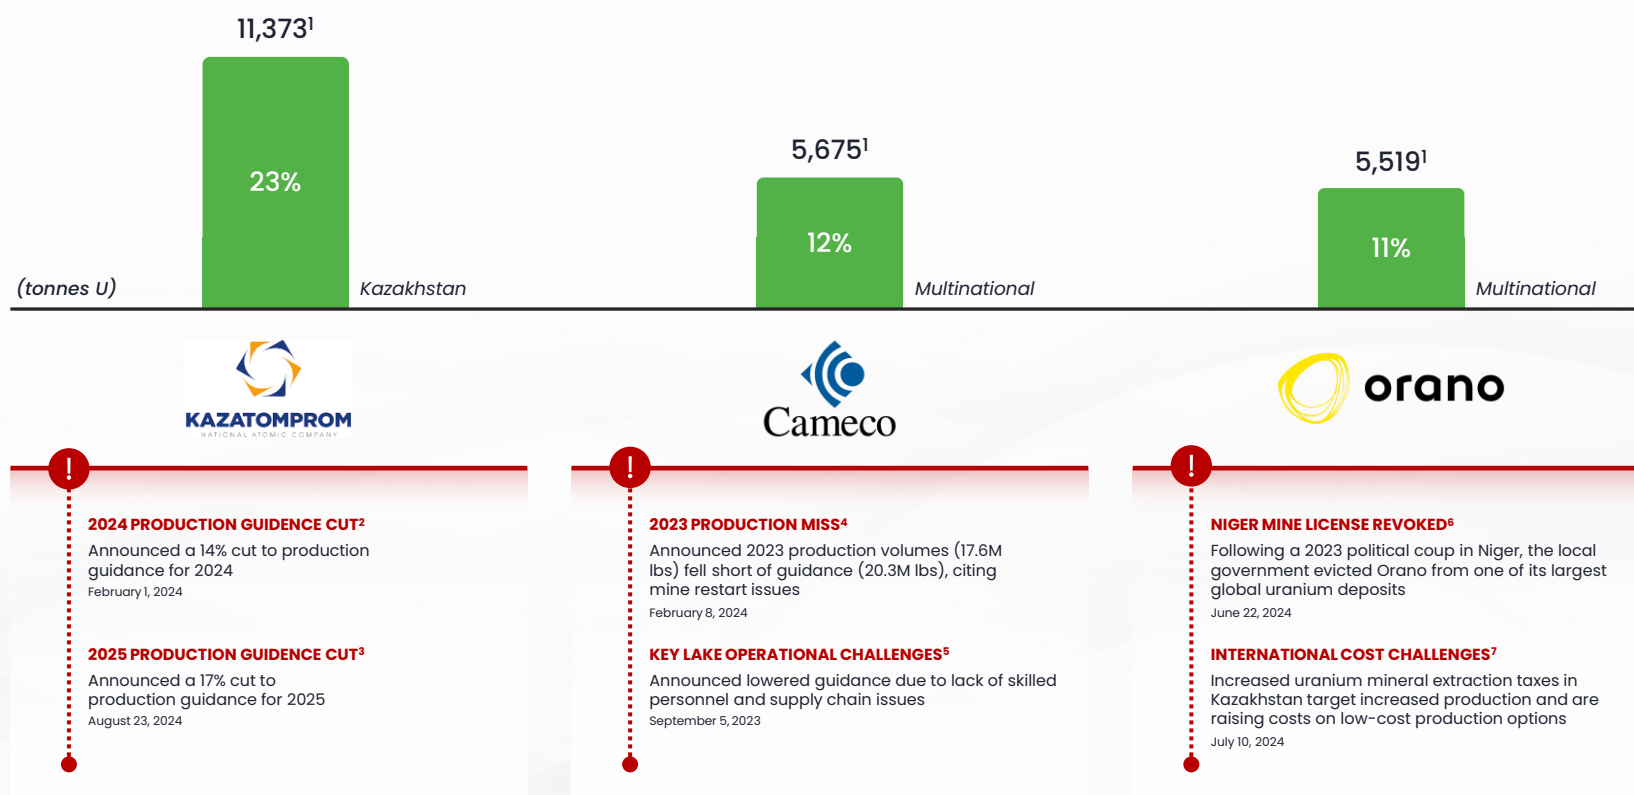 11,373¹
23%
(tonnes U)
Kazakhstan
5,675¹
12%
Multinational
5,519¹
11%
Multinational
KAZATOMPROM
NATIONAL ATOMIC COMPANY
Cameco
orano
!
2024 PRODUCTION GUIDENCE CUT²
Announced a 14% cut to production
guidance for 2024
February 1, 2024
2025 PRODUCTION GUIDENCE CUT³
Announced a 17% cut to
production guidance for 2025
August 23, 2024
!
2023 PRODUCTION MISS⁴
Announced 2023 production volumes (17.6M
lbs) fell short of guidance (20.3M lbs), citing
mine restart issues
February 8, 2024
KEY LAKE OPERATIONAL CHALLENGES⁵
Announced lowered guidance due to lack of skilled
personnel and supply chain issues
September 5, 2023
!
NIGER MINE LICENSE REVOKED⁶
Following a 2023 political coup in Niger, the local
government evicted Orano from one of its largest
global uranium deposits
June 22, 2024
INTERNATIONAL COST CHALLENGES⁷
Increased uranium mineral extraction taxes in
Kazakhstan target increased production and are
raising costs on low-cost production options
July 10, 2024